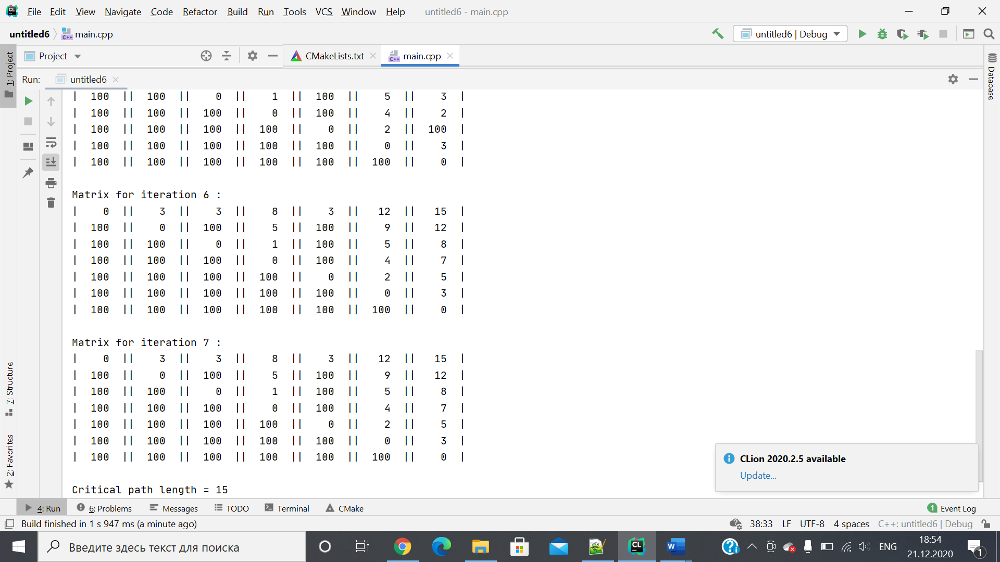 File Edit View Navigate Code Refactor Build Run Tools VCS Window Help untitled6 - main.cpp
untitled6 main.cpp untitled6 | Debug
Project CMakeLists.txt main.cpp
Run: untitled6
| 100 || 100 || 0 || 1 || 100 || 5 || 3 |
| 100 || 100 || 100 || 0 || 100 || 4 || 2 |
| 100 || 100 || 100 || 100 || 0 || 2 || 100 |
| 100 || 100 || 100 || 100 || 100 || 0 || 3 |
| 100 || 100 || 100 || 100 || 100 || 100 || 0 |
Matrix for iteration 6 :
| 0 || 3 || 3 || 8 || 3 || 12 || 15 |
| 100 || 0 || 100 || 5 || 100 || 9 || 12 |
| 100 || 100 || 0 || 1 || 100 || 5 || 8 |
| 100 || 100 || 100 || 0 || 100 || 4 || 7 |
| 100 || 100 || 100 || 100 || 0 || 2 || 5 |
| 100 || 100 || 100 || 100 || 100 || 0 || 3 |
| 100 || 100 || 100 || 100 || 100 || 100 || 0 |
Matrix for iteration 7 :
| 0 || 3 || 3 || 8 || 3 || 12 || 15 |
| 100 || 0 || 100 || 5 || 100 || 9 || 12 |
| 100 || 100 || 0 || 1 || 100 || 5 || 8 |
| 100 || 100 || 100 || 0 || 100 || 4 || 7 |
| 100 || 100 || 100 || 100 || 0 || 2 || 5 |
| 100 || 100 || 100 || 100 || 100 || 0 || 3 |
| 100 || 100 || 100 || 100 || 100 || 100 || 0 |
Critical path length = 15
1: Project
7: Structure
2: Favorites
Database
CLion 2020.2.5 available
Update...
4: Run 6: Problems Messages TODO Terminal CMake 1 Event Log
Build finished in 1 s 947 ms (a minute ago) 38:33 LF UTF-8 4 spaces C++: untitled6 | Debug
Введите здесь текст для поиска ENG 18:54
21.12.2020 1